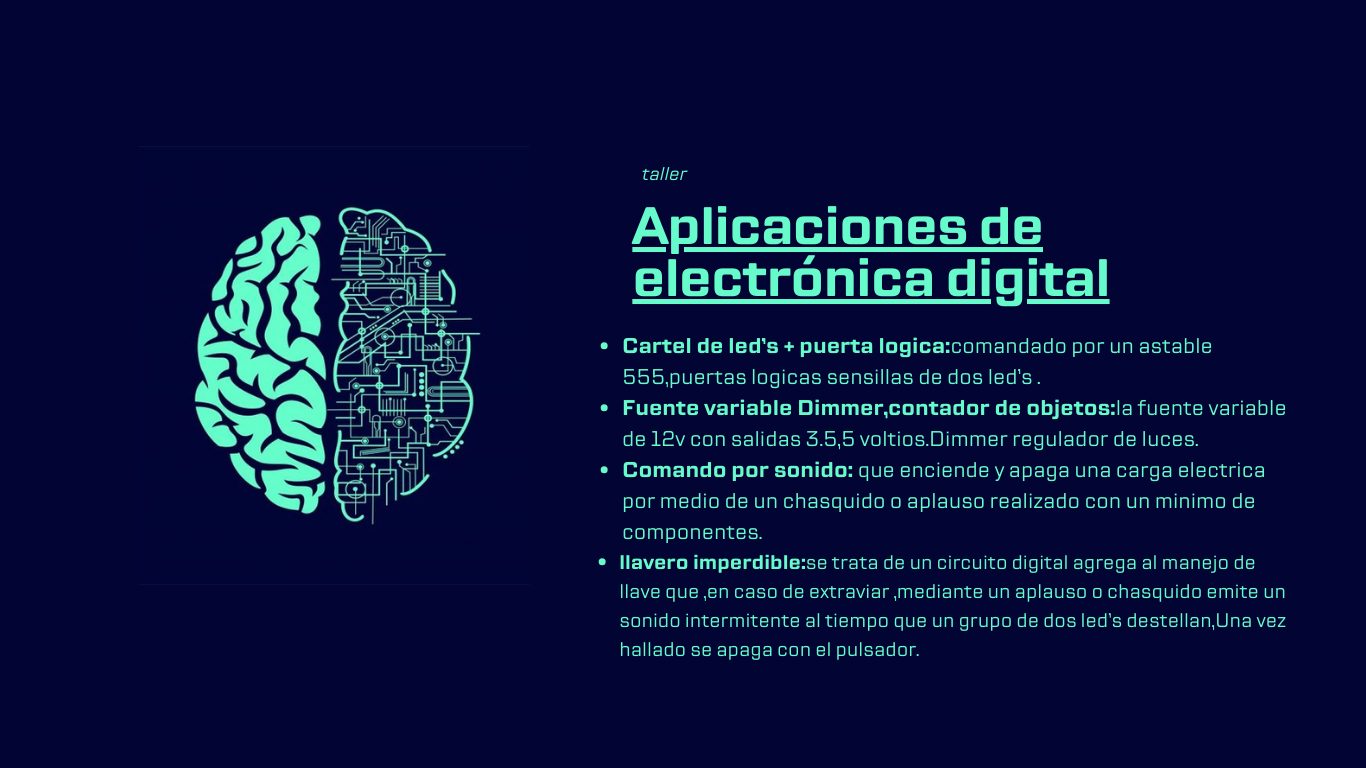 taller
Aplicaciones de
electrónica digital
• Cartel de led's + puerta logica:comandado por un astable
555,puertas logicas sensillas de dos led's .
• Fuente variable Dimmer,contador de objetos:la fuente variable
de 12v con salidas 3.5,5 voltios.Dimmer regulador de luces.
• Comando por sonido: que enciende y apaga una carga electrica
por medio de un chasquido o aplauso realizado con un minimo de
componentes.
• llavero imperdible:se trata de un circuito digital agrega al manejo de
llave que ,en caso de extraviar ,mediante un aplauso o chasquido emite un
sonido intermitente al tiempo que un grupo de dos led's destellan,Una vez
hallado se apaga con el pulsador.